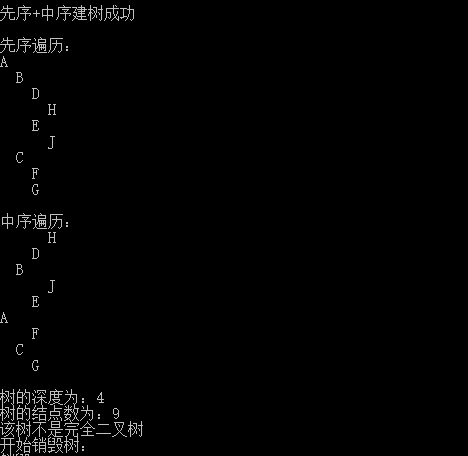 先序+中序建树成功
先序遍历：
A
B
D
H
E
J
C
F
G
中序遍历：
H
D
B
J
E
A
F
C
G
树的深度为：4
树的结点数为：9
该树不是完全二叉树
开始销毁树：